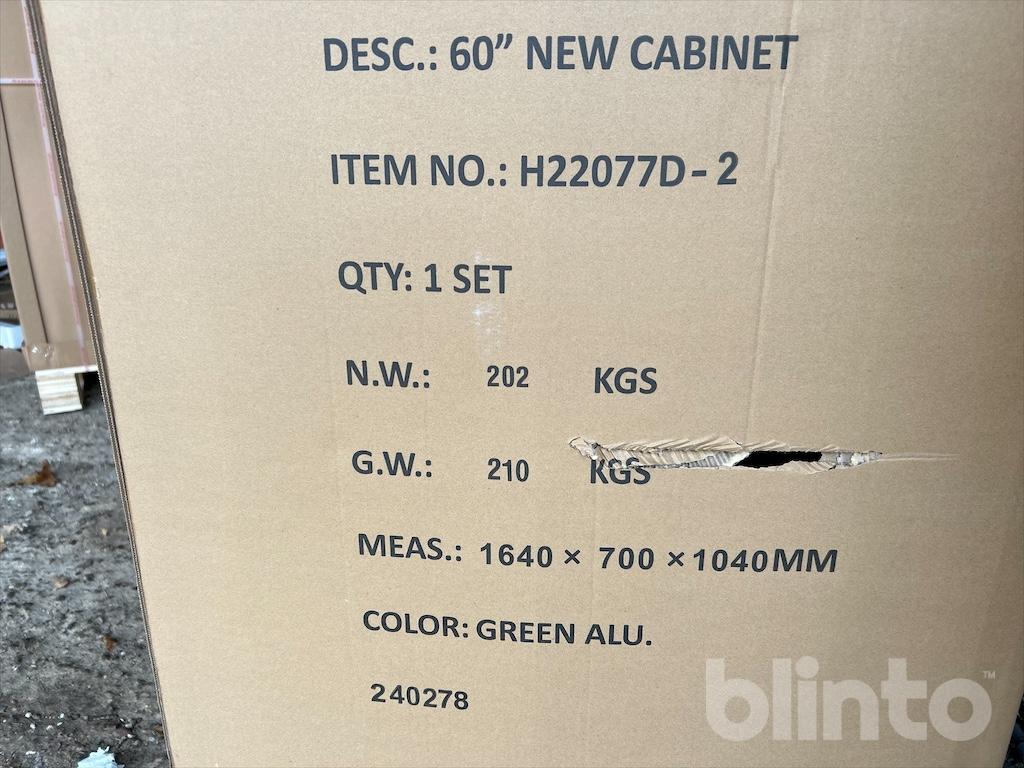 DESC.: 60” NEW CABINET
ITEM NO.: H22077D-2
QTY: 1 SET
N.W.: 202 KGS
G.W.: 210 KGS
MEAS.: 1640 × 700 ×1040MM
COLOR: GREEN ALU.
240278
blinto™